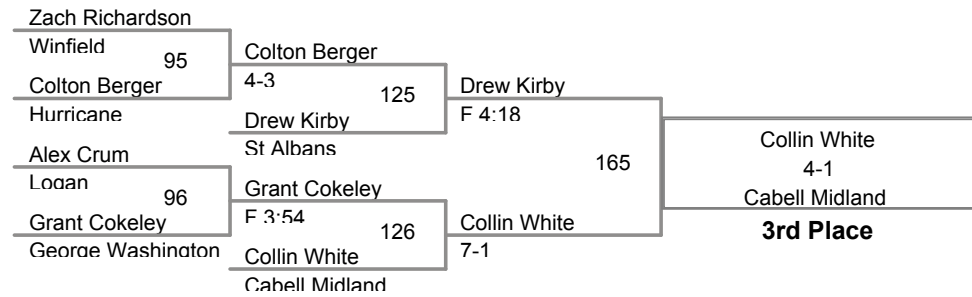 Zach Richardson
Winfield
95
Colton Berger
Hurricane
Alex Crum
Logan
96
Grant Cokeley
George Washington
Colton Berger
4-3
125
Drew Kirby
St Albans
Grant Cokeley
F 3:54
126
Collin White
Cabell Midland
Drew Kirby
F 4:18
165
Collin White
7-1
Collin White
4-1
Cabell Midland
3rd Place